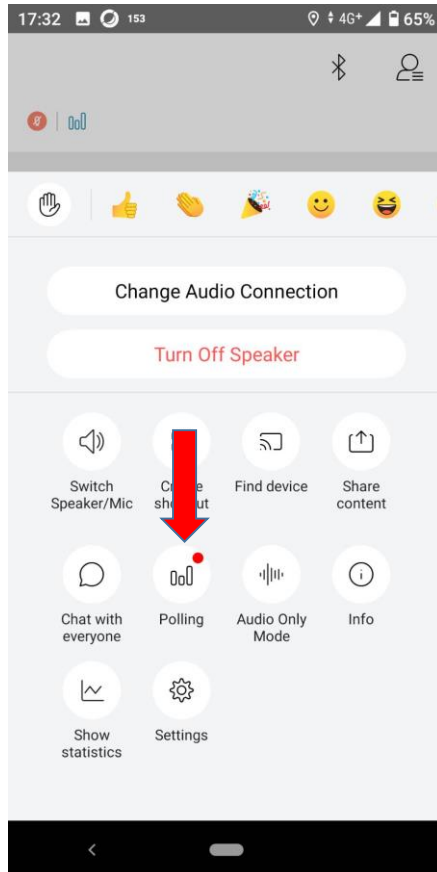 17:32 153 4G+ 65%
Change Audio Connection
Turn Off Speaker
Switch
Speaker/Mic
Find device
Share
content
Chat with
everyone
Polling
Audio Only
Mode
Info
Show
statistics
Settings